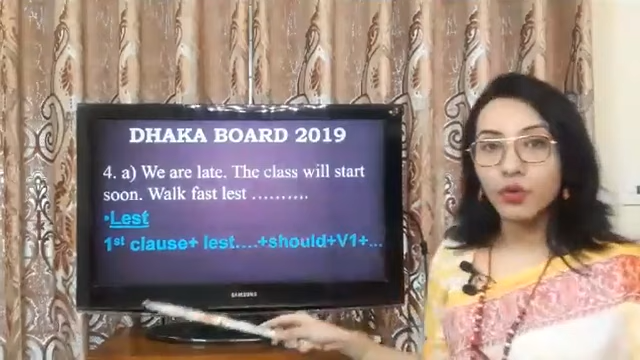 DHAKA BOARD 2019
4. a) We are late. The Class will start
soon. Walk fast lest ..........
•Lest
1st clause+ lest....+should+V1+...
SAMSUNG